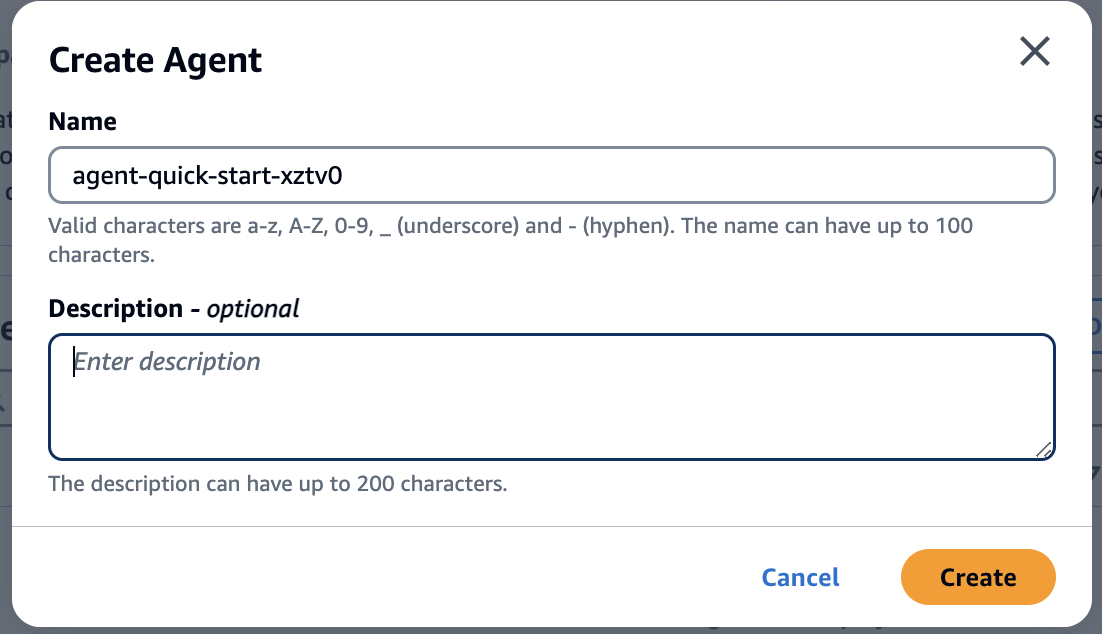 Create Agent
Name
agent-quick-start-xztv0
Valid characters are a-z, A-Z, 0-9, _ (underscore) and - (hyphen). The name can have up to 100
characters.
Description - optional
Enter description
The description can have up to 200 characters.
Cancel
Create